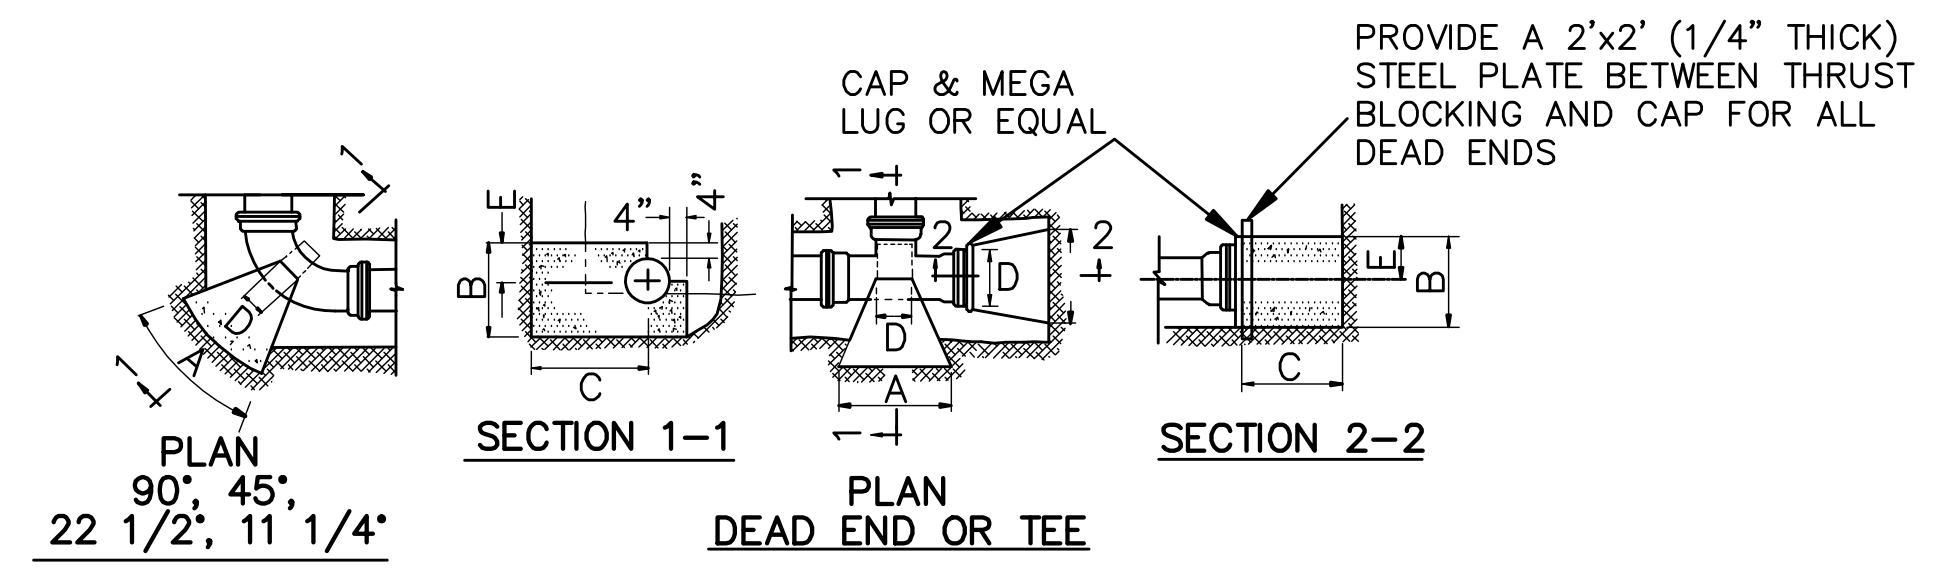 PROVIDE A 2'x2' (1/4" THICK)
STEEL PLATE BETWEEN THRUST
BLOCKING AND CAP FOR ALL
DEAD ENDS
CAP & MEGA
LUG OR EQUAL
1
D
A
1
PLAN
90°, 45°,
22 1/2°, 11 1/4°
E
4"
4"
B
C
SECTION 1-1
1
2
2
D
D
A
1
PLAN
DEAD END OR TEE
E
B
C
SECTION 2-2